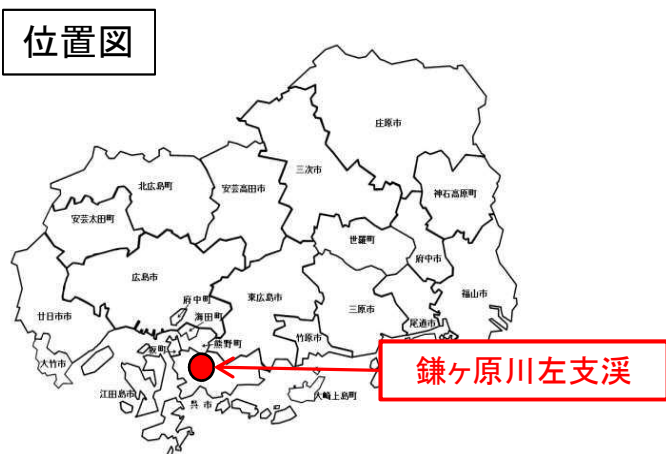 位置図
庄原市
三次市
北広島町
安芸高田市
神石高原町
安芸太田町
世羅町
府中市
広島市
東広島市
三原市
福山市
府中町
海田町
廿日市市
尾道市
竹原市
熊野町
坂町
大竹市
鎌ヶ原川左支渓
江田島市
大崎上島町
呉市